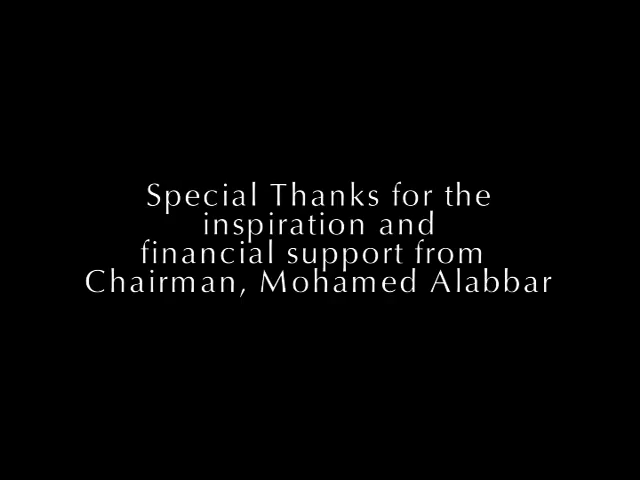 Special Thanks for the
inspiration and
financial support from
Chairman, Mohamed Alabbar